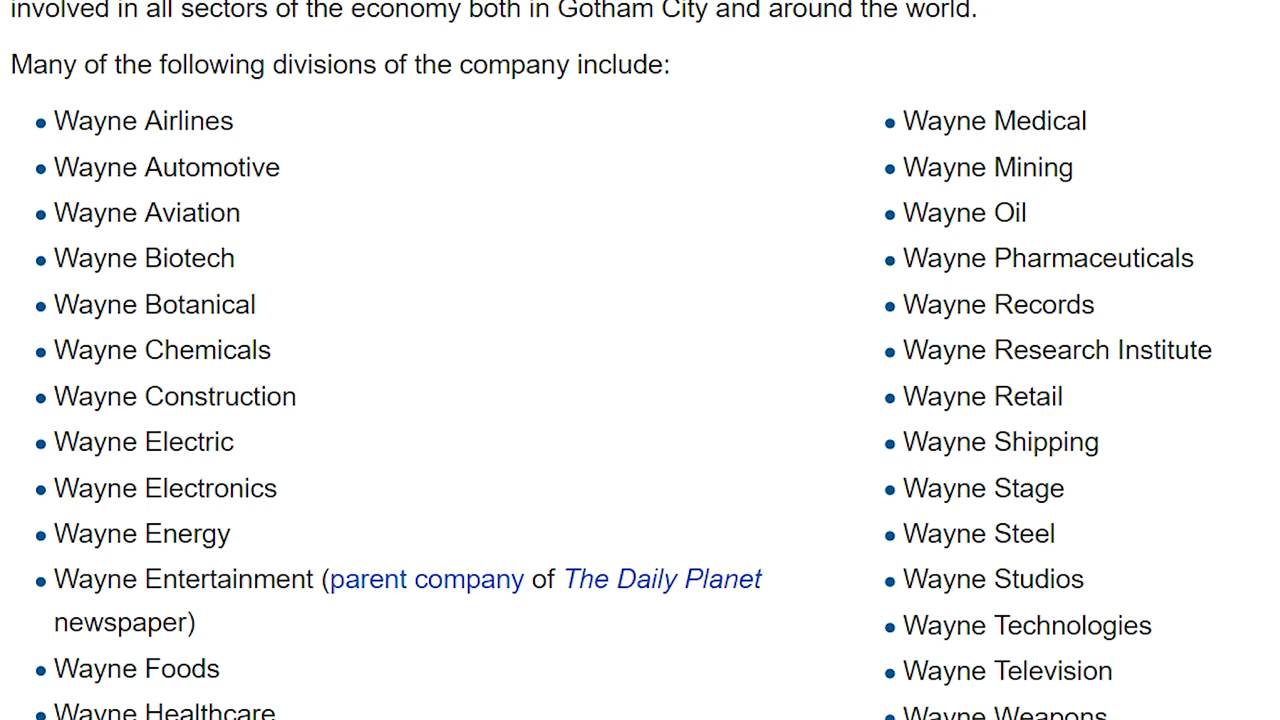 involved in all sectors of the economy both in Gotham City and around the world.
Many of the following divisions of the company include:
Wayne Airlines
Wayne Automotive
Wayne Aviation
Wayne Biotech
Wayne Botanical
Wayne Chemicals
Wayne Construction
Wayne Electric
Wayne Electronics
Wayne Energy
Wayne Entertainment (parent company of The Daily Planet
newspaper)
Wayne Foods
Wayne Healthcare
Wayne Medical
Wayne Mining
Wayne Oil
Wayne Pharmaceuticals
Wayne Records
Wayne Research Institute
Wayne Retail
Wayne Shipping
Wayne Stage
Wayne Steel
Wayne Studios
Wayne Technologies
Wayne Television
Wayne Weapons